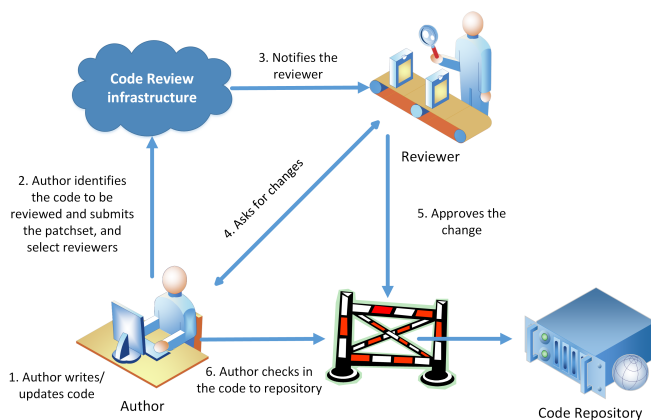 Code Review
infrastructure
3. Notifies the
reviewer
Reviewer
2. Author identifies
the code to be
reviewed and submits
the patchset, and
select reviewers
4. Asks for changes
5. Approves the
change
1. Author writes/
updates code
Author
6. Author checks in
the code to repository
Code Repository